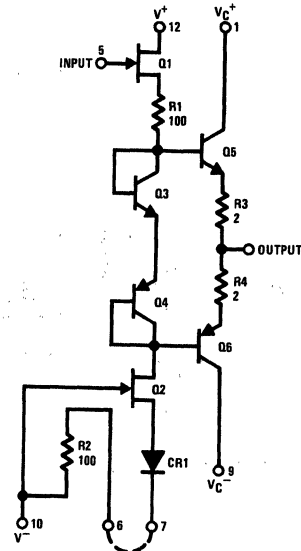 V+
VC+
12
1
5
INPUT
Q1
R1
100
Q5
Q3
R3
2
OUTPUT
R4
2
Q4
Q6
Q2
R2
100
CR1
9
VC-
10
V-
6
7